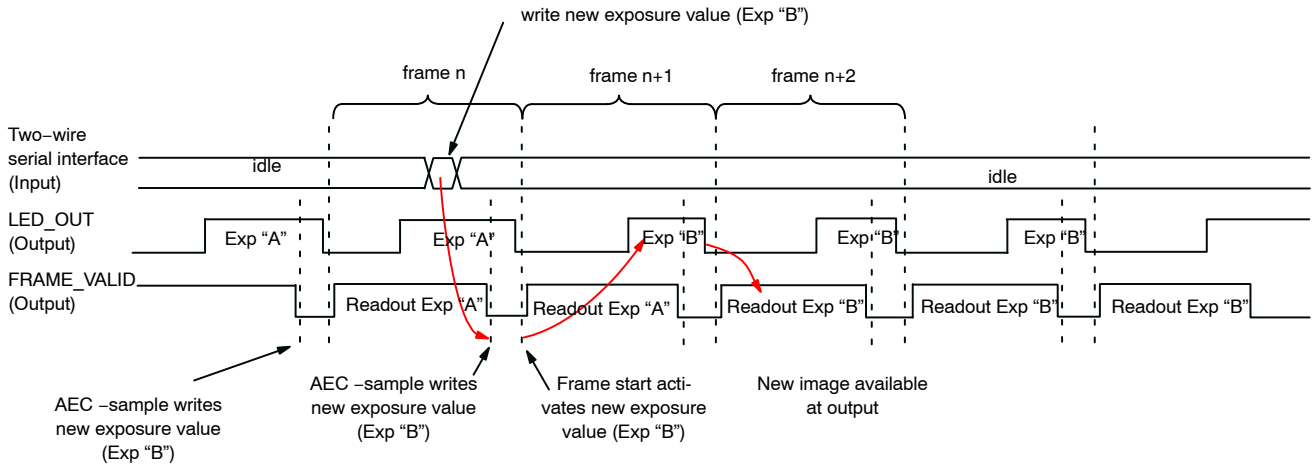 write new exposure value (Exp “B”)
frame n
frame n+1
frame n+2
Two−wire
serial interface
(Input)
idle
idle
LED_OUT
(Output)
Exp “A”
Exp “A”
Exp “B”
Exp “B”
Exp “B”
FRAME_VALID
(Output)
Readout Exp “A”
Readout Exp “A”
Readout Exp “B”
Readout Exp “B”
Readout Exp “B”
AEC −sample writes
new exposure value
(Exp “B”)
AEC −sample writes
new exposure value
(Exp “B”)
Frame start acti-
vates new exposure
value (Exp “B”)
New image available
at output